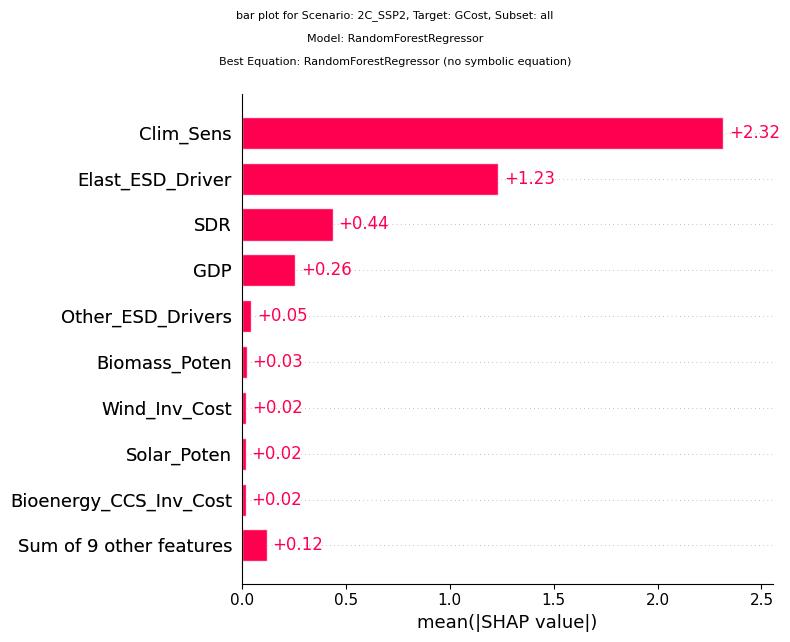 bar plot for Scenario: 2C_SSP2, Target: GCost, Subset: all
Model: RandomForestRegressor
Best Equation: RandomForestRegressor (no symbolic equation)
Clim_Sens +2.32
Elast_ESD_Driver +1.23
SDR +0.44
GDP +0.26
Other_ESD_Drivers +0.05
Biomass_Poten +0.03
Wind_Inv_Cost +0.02
Solar_Poten +0.02
Bioenergy_CCS_Inv_Cost +0.02
Sum of 9 other features +0.12
0.0 0.5 1.0 1.5 2.0 2.5
mean(|SHAP value|)